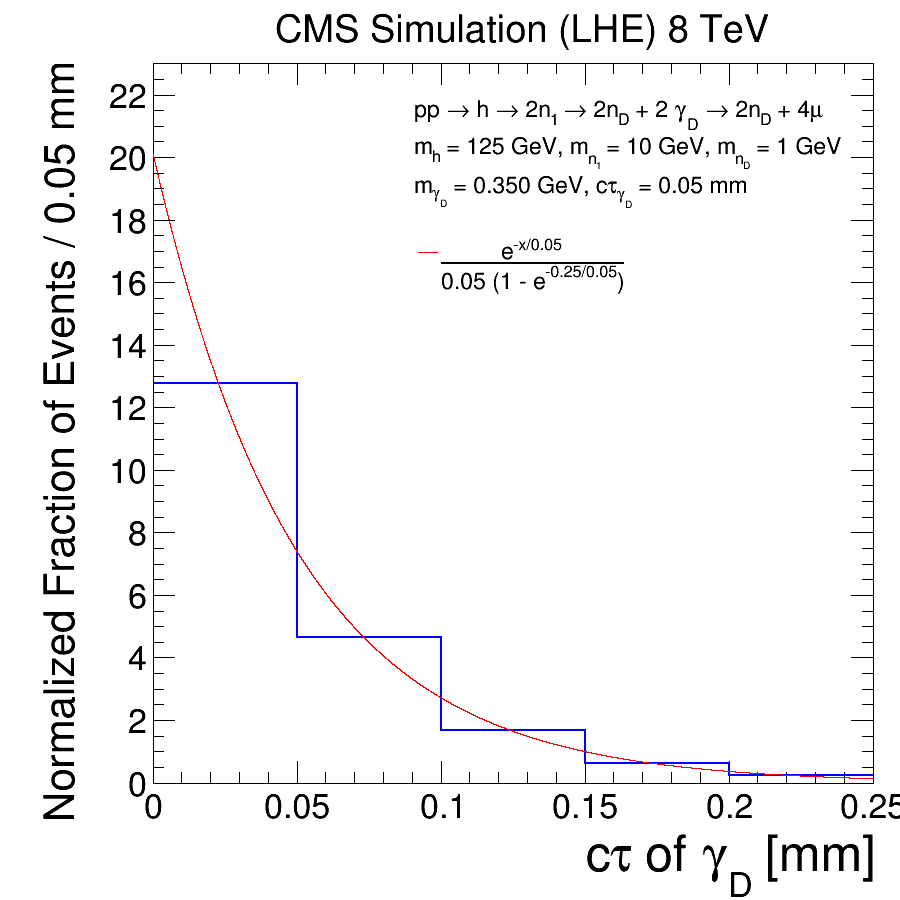 CMS Simulation (LHE) 8 TeV
Normalized Fraction of Events / 0.05 mm
22
20
18
16
14
12
10
8
6
4
2
0
pp → h → 2n1 → 2nD + 2 γD → 2nD + 4μ
mh = 125 GeV, mn1 = 10 GeV, mnD = 1 GeV
mγD = 0.350 GeV, cτγD = 0.05 mm
e-x/0.05
0.05 (1 - e-0.25/0.05)
0 0.05 0.1 0.15 0.2 0.25
cτ of γD [mm]